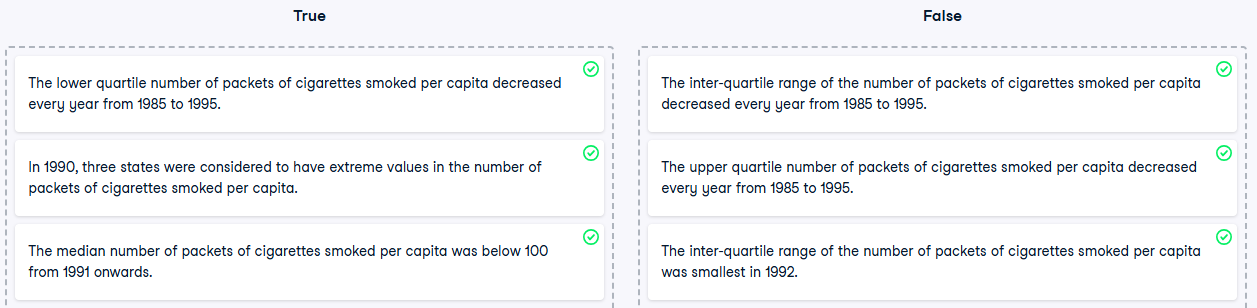 True
The lower quartile number of packets of cigarettes smoked per capita decreased
every year from 1985 to 1995.
In 1990, three states were considered to have extreme values in the number of
packets of cigarettes smoked per capita.
The median number of packets of cigarettes smoked per capita was below 100
from 1991 onwards.
False
The inter-quartile range of the number of packets of cigarettes smoked per capita
decreased every year from 1985 to 1995.
The upper quartile number of packets of cigarettes smoked per capita decreased
every year from 1985 to 1995.
The inter-quartile range of the number of packets of cigarettes smoked per capita
was smallest in 1992.